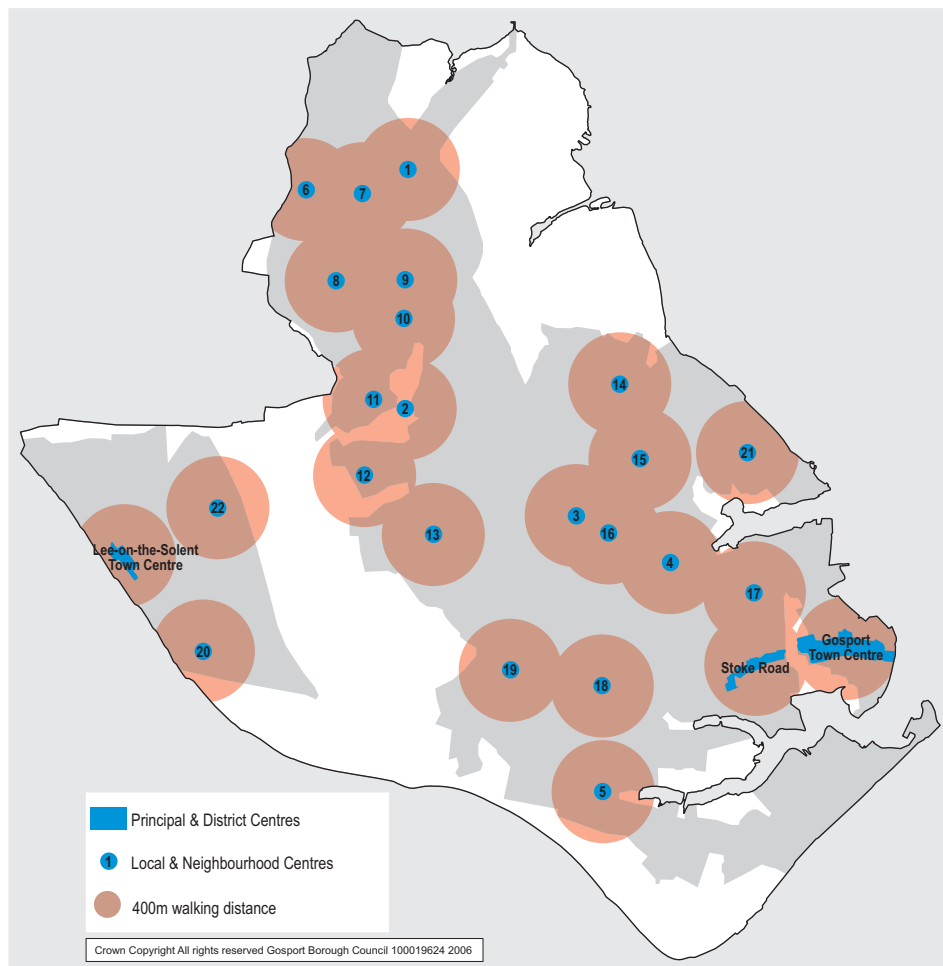 1
6
7
8
9
10
14
11
2
21
15
12
22
3
16
13
Lee-on-the-Solent
Town Centre
4
17
Gosport
Town Centre
20
Stoke Road
19
18
5
Principal & District Centres
1 Local & Neighbourhood Centres
400m walking distance
Crown Copyright All rights reserved Gosport Borough Council 100019624 2006